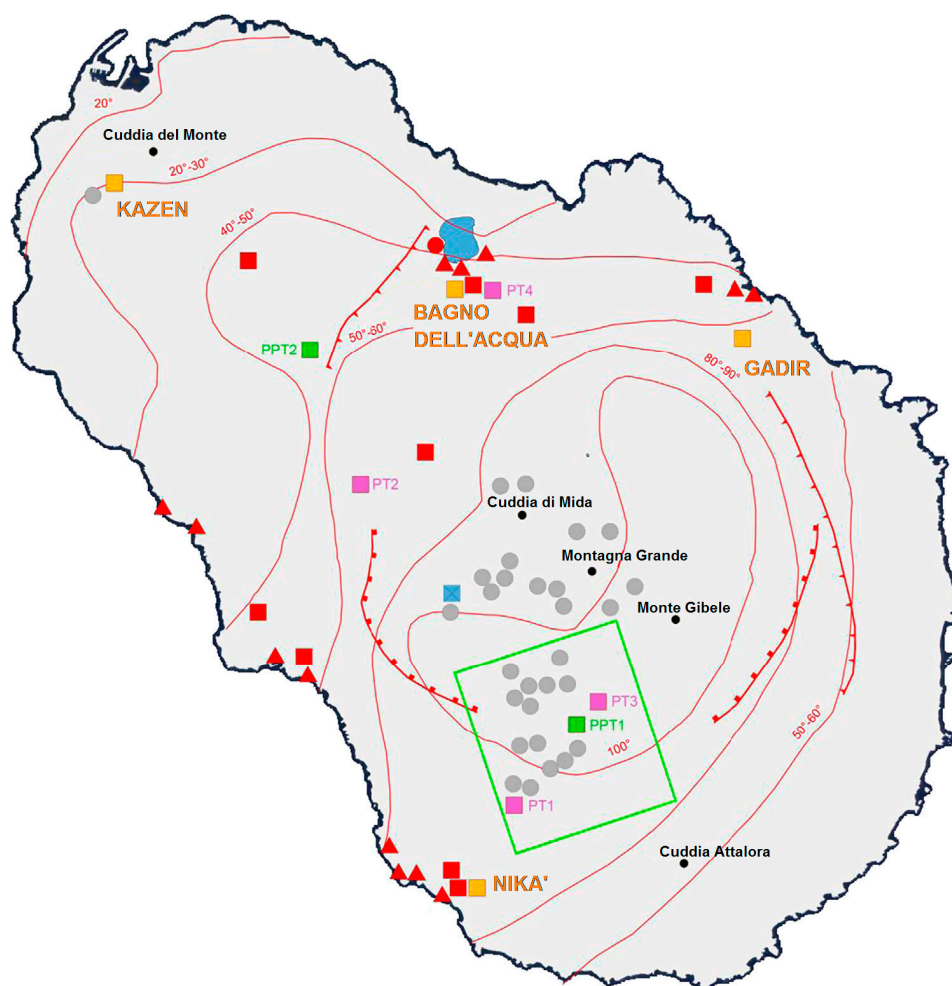 20°
Cuddia del Monte
20°-30°
KAZEN
40°-50°
PT4
BAGNO
DELL'ACQUA
50°-60°
PPT2
80°-90°
GADIR
PT2
Cuddia di Mida
Montagna Grande
Monte Gibele
PT3
PPT1
100°
50°-60°
PT1
Cuddia Attalora
NIKA'